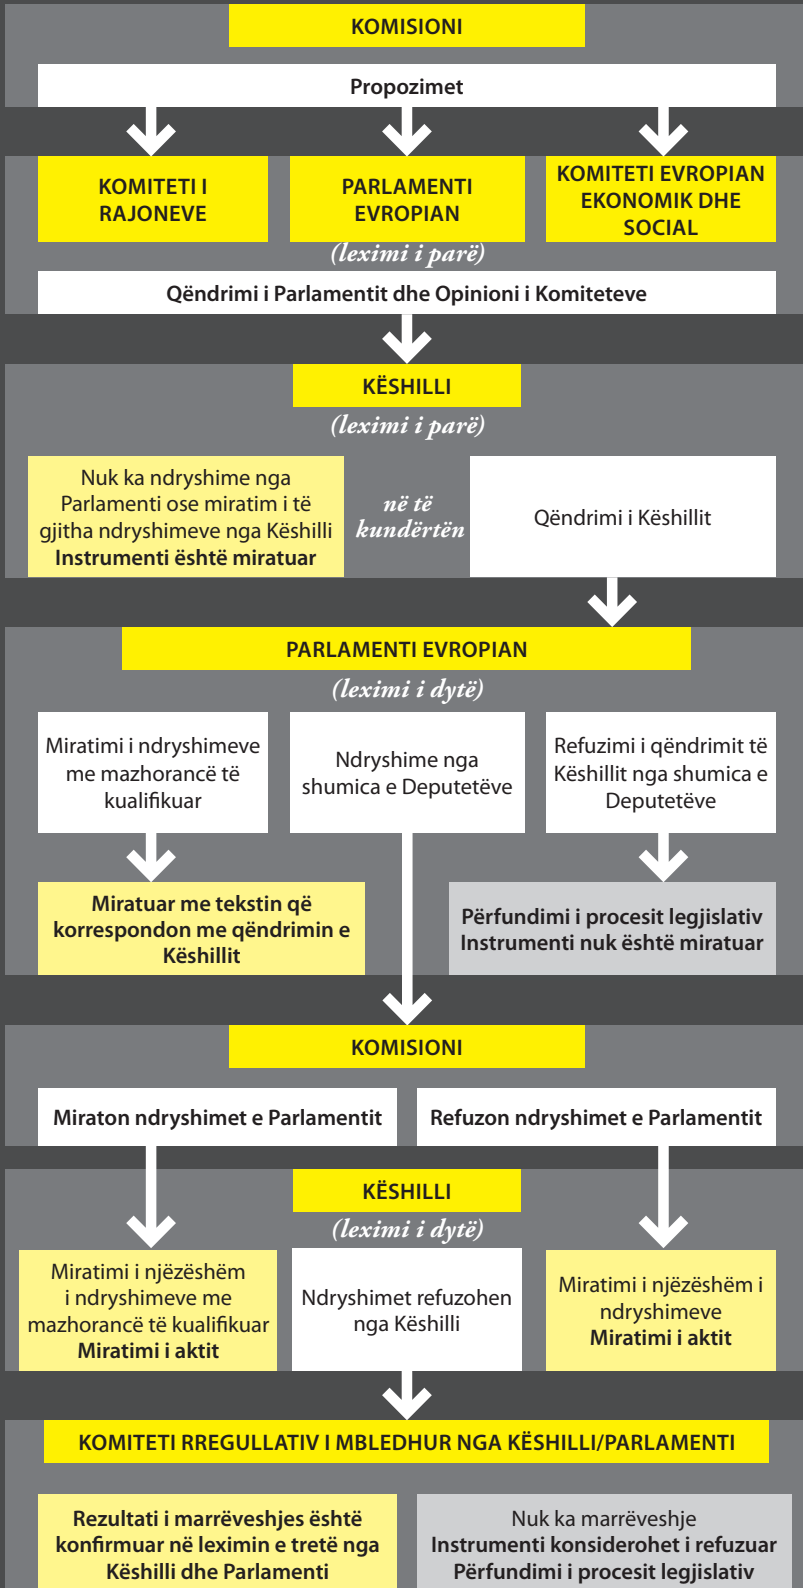 KOMISIONI
Propozimet
KOMITETI I
RAJONEVE
PARLAMENTI
EVROPIAN
KOMITETI EVROPIAN
EKONOMIK DHE
SOCIAL
(leximi i parë)
Qëndrimi i Parlamentit dhe Opinioni i Komiteteve
KËSHILLI
(leximi i parë)
Nuk ka ndryshime nga
Parlamenti ose miratim i të
gjitha ndryshimeve nga Këshilli
Instrumenti është miratuar
në të
kundërtën
Qëndrimi i Këshillit
PARLAMENTI EVROPIAN
(leximi i dytë)
Miratimi i ndryshimeve
me mazhorancë të
kualifikuar
Ndryshime nga
shumica e Deputetëve
Refuzimi i qëndrimit të
Këshillit nga shumica e
Deputetëve
Miratuar me tekstin që
korrespondon me qëndrimin e
Këshillit
Përfundimi i procesit legjislativ
Instrumenti nuk është miratuar
KOMISIONI
Miraton ndryshimet e Parlamentit
Refuzon ndryshimet e Parlamentit
KËSHILLI
(leximi i dytë)
Miratimi i njëzëshëm
i ndryshimeve me
mazhorancë të kualifikuar
Miratimi i aktit
Ndryshimet refuzohen
nga Këshilli
Miratimi i njëzëshëm i
ndryshimeve
Miratimi i aktit
KOMITETI RREGULLATIV I MBLEDHUR NGA KËSHILLI/PARLAMENTI
Rezultati i marrëveshjes është
konfirmuar në leximin e tretë nga
Këshilli dhe Parlamenti
Nuk ka marrëveshje
Instrumenti konsiderohet i refuzuar
Përfundimi i procesit legjislativ